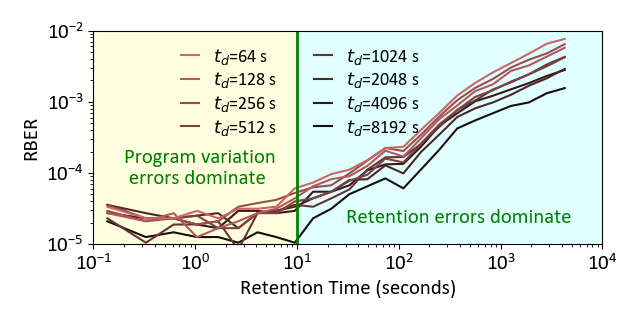 10⁻²
10⁻³
10⁻⁴
10⁻⁵
RBER
t_d=64 s
t_d=128 s
t_d=256 s
t_d=512 s
t_d=1024 s
t_d=2048 s
t_d=4096 s
t_d=8192 s
Program variation
errors dominate
Retention errors dominate
10⁻¹
10⁰
10¹
10²
10³
10⁴
Retention Time (seconds)